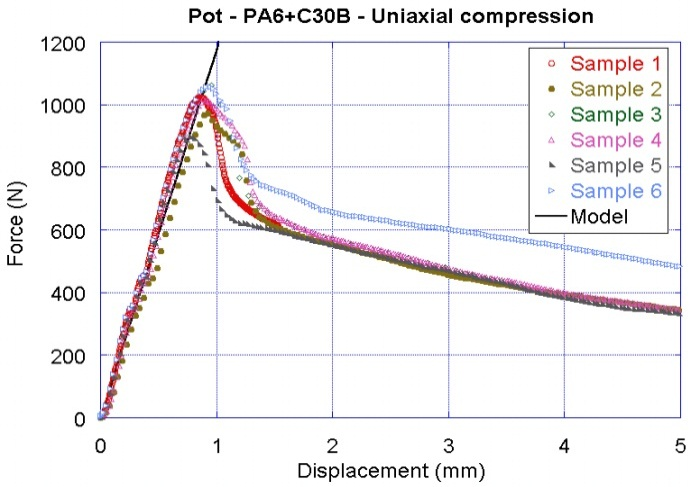 Pot - PA6+C30B - Uniaxial compression
1200
1000
800
600
400
200
0
Force (N)
Sample 1
Sample 2
Sample 3
Sample 4
Sample 5
Sample 6
Model
0 1 2 3 4 5
Displacement (mm)